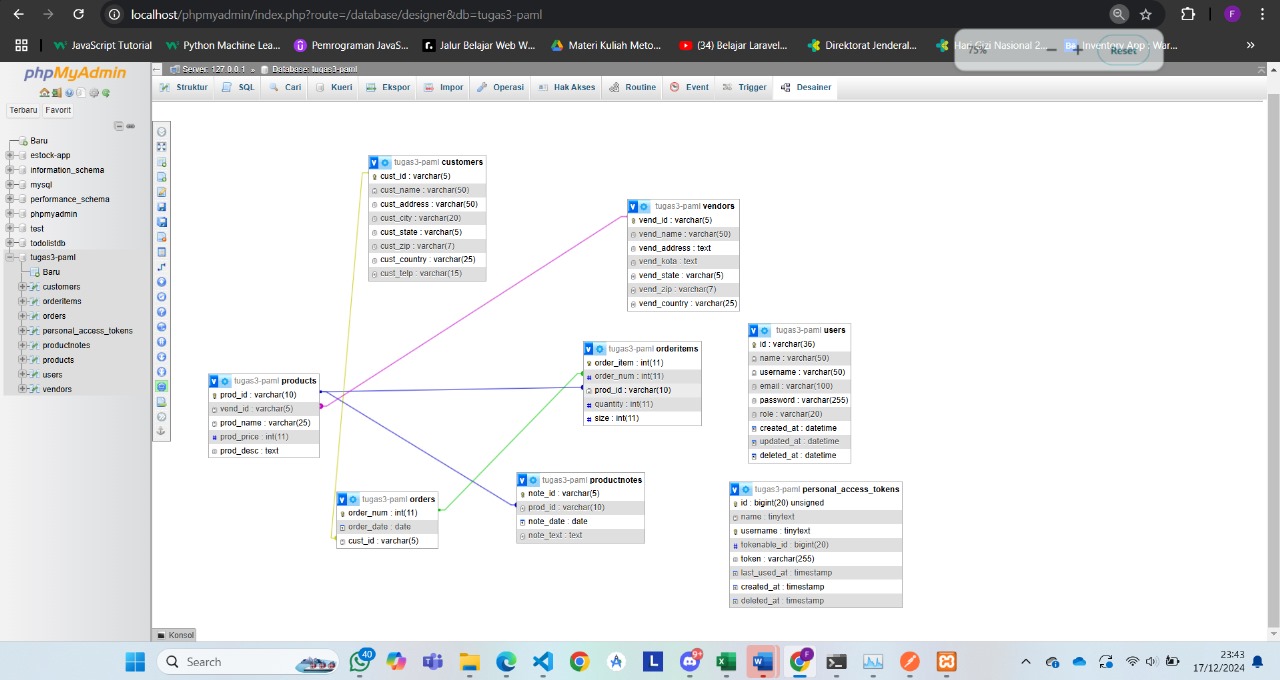 localhost/phpmyadmin/index.php?route=/database/designer&db=tugas3-paml
JavaScript Tutorial
Python Machine Lea...
Pemrograman JavaS...
Jalur Belajar Web W...
Materi Kuliah Meto...
(34) Belajar Laravel...
Direktorat Jenderal...
Hari Gizi Nasional 2...
Inventory App : War...
75%
Reset
phpMyAdmin
Terbaru Favorit
Baru
estock-app
information_schema
mysql
performance_schema
phpmyadmin
test
todolistdb
tugas3-paml
Baru
customers
orderitems
orders
personal_access_tokens
productnotes
products
users
vendors
Server: 127.0.0.1 » Database: tugas3-paml
Struktur SQL Cari Kueri Ekspor Impor Operasi Hak Akses Routine Event Trigger Desainer
tugas3-paml customers
cust_id : varchar(5)
cust_name : varchar(50)
cust_address : varchar(50)
cust_city : varchar(20)
cust_state : varchar(5)
cust_zip : varchar(7)
cust_country : varchar(25)
cust_telp : varchar(15)
tugas3-paml vendors
vend_id : varchar(5)
vend_name : varchar(50)
vend_address : text
vend_kota : text
vend_state : varchar(5)
vend_zip : varchar(7)
vend_country : varchar(25)
tugas3-paml users
id : varchar(36)
name : varchar(50)
username : varchar(50)
email : varchar(100)
password : varchar(255)
role : varchar(20)
created_at : datetime
updated_at : datetime
deleted_at : datetime
tugas3-paml orderitems
order_item : int(11)
order_num : int(11)
prod_id : varchar(10)
quantity : int(11)
size : int(11)
tugas3-paml products
prod_id : varchar(10)
vend_id : varchar(5)
prod_name : varchar(25)
prod_price : int(11)
prod_desc : text
tugas3-paml productnotes
note_id : varchar(5)
prod_id : varchar(10)
note_date : date
note_text : text
tugas3-paml orders
order_num : int(11)
order_date : date
cust_id : varchar(5)
tugas3-paml personal_access_tokens
id : bigint(20) unsigned
name : tinytext
username : tinytext
tokenable_id : bigint(20)
token : varchar(255)
last_used_at : timestamp
created_at : timestamp
deleted_at : timestamp
Konsol
Search
40
9+
23:43
17/12/2024